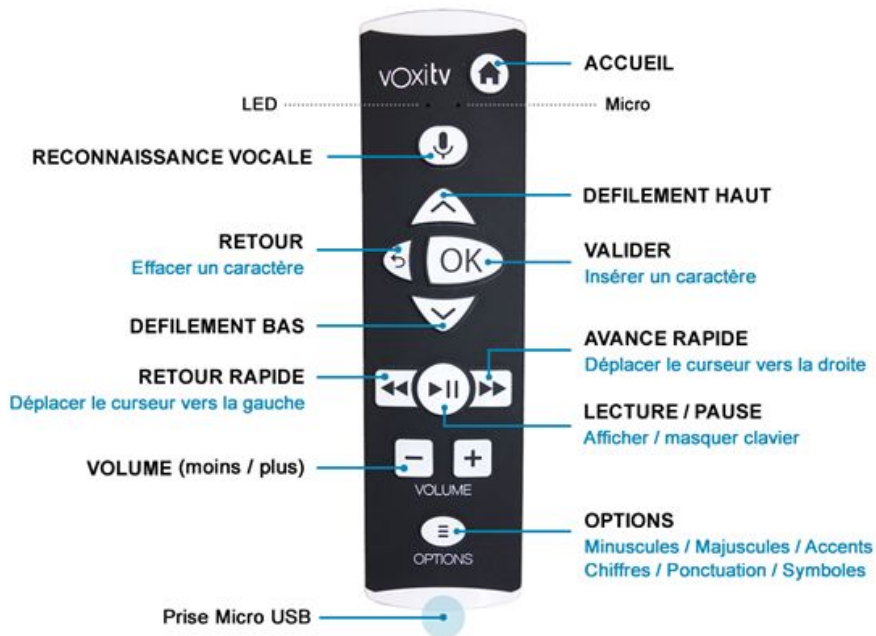 voxitv
ACCUEIL
LED
Micro
RECONNAISSANCE VOCALE
DEFILEMENT HAUT
RETOUR
Effacer un caractère
OK
VALIDER
Insérer un caractère
DEFILEMENT BAS
AVANCE RAPIDE
Déplacer le curseur vers la droite
RETOUR RAPIDE
Déplacer le curseur vers la gauche
LECTURE / PAUSE
Afficher / masquer clavier
VOLUME (moins / plus)
VOLUME
OPTIONS
Minuscules / Majuscules / Accents
Chiffres / Ponctuation / Symboles
OPTIONS
Prise Micro USB